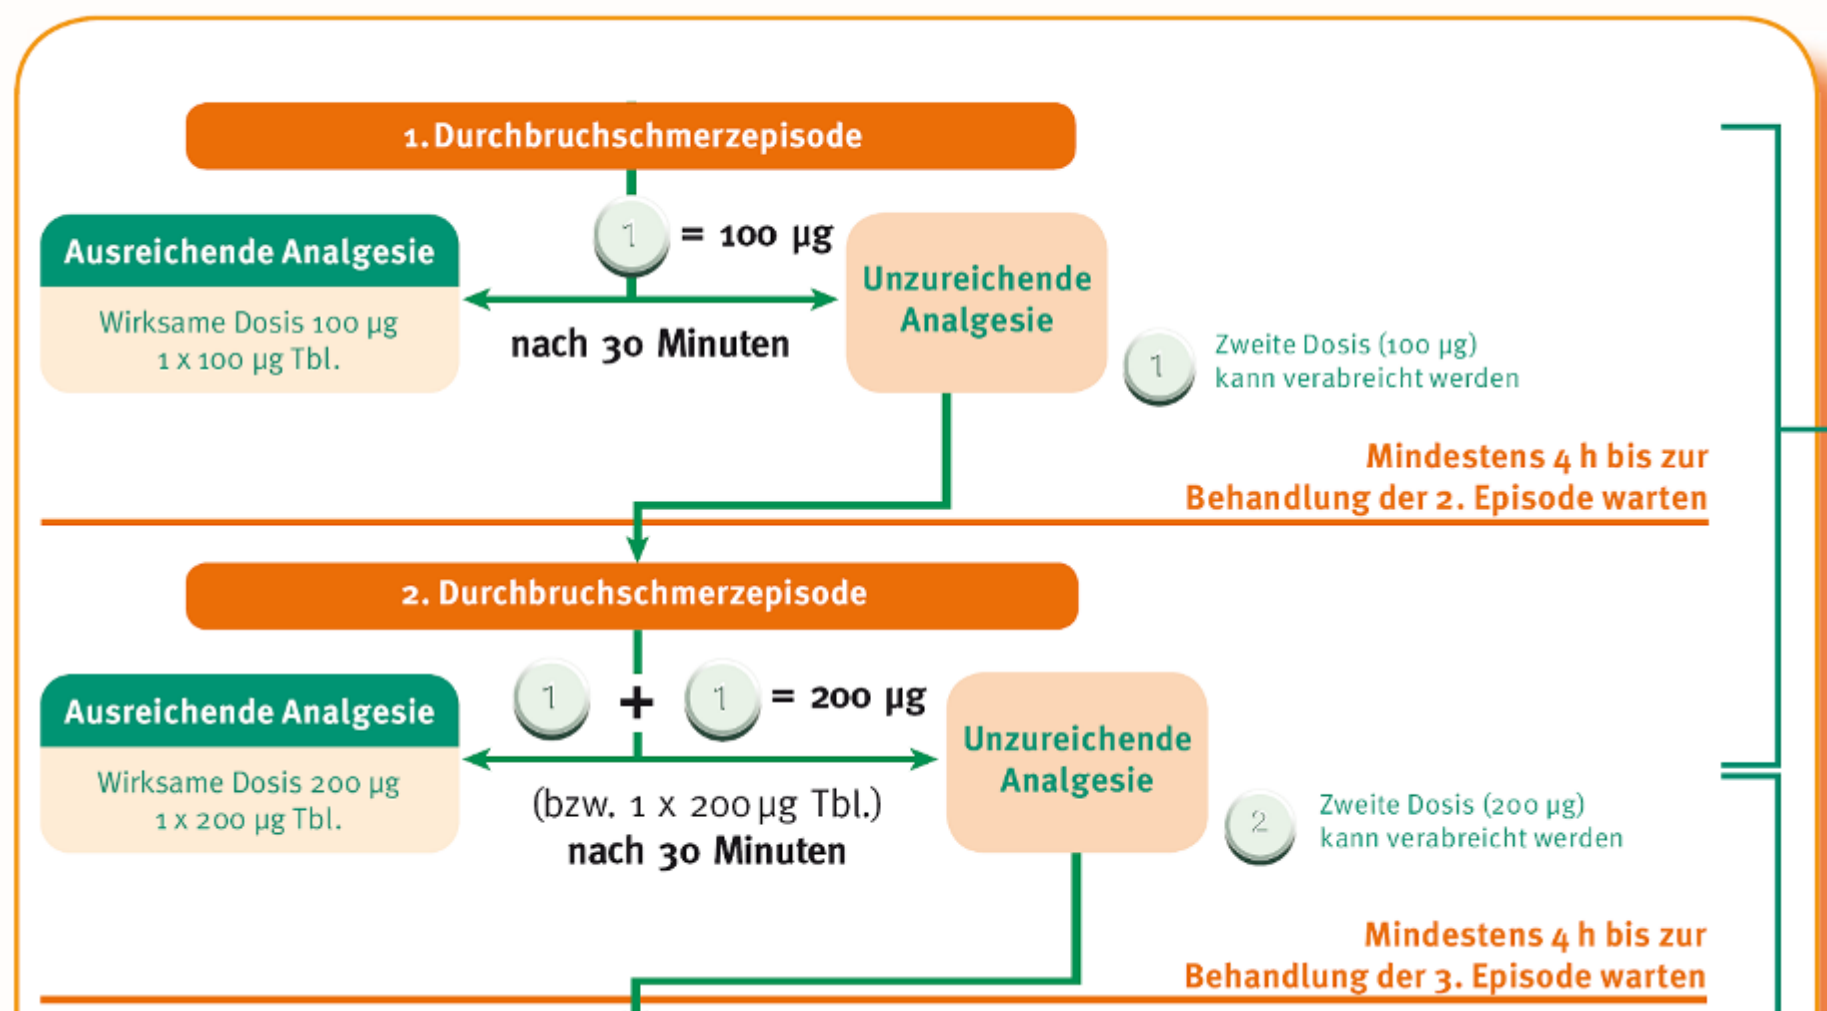 1. Durchbruchschmerzepisode
1
= 100 µg
Ausreichende Analgesie
Wirksame Dosis 100 µg
1 x 100 µg Tbl.
nach 30 Minuten
Unzureichende
Analgesie
1
Zweite Dosis (100 µg)
kann verabreicht werden
Mindestens 4 h bis zur
Behandlung der 2. Episode warten
2. Durchbruchschmerzepisode
1 + 1 = 200 µg
Ausreichende Analgesie
Wirksame Dosis 200 µg
1 x 200 µg Tbl.
(bzw. 1 x 200 µg Tbl.)
nach 30 Minuten
Unzureichende
Analgesie
2
Zweite Dosis (200 µg)
kann verabreicht werden
Mindestens 4 h bis zur
Behandlung der 3. Episode warten